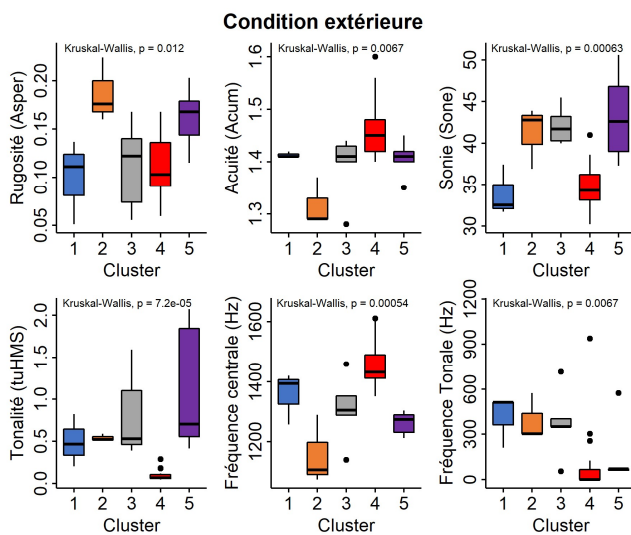 Condition extérieure
Kruskal-Wallis, p = 0.012
Rugosité (Asper)
0.05 0.10 0.15 0.20
1 2 3 4 5
Cluster
Kruskal-Wallis, p = 0.0067
Acuité (Acum)
1.3 1.4 1.5 1.6
1 2 3 4 5
Cluster
Kruskal-Wallis, p = 0.00063
Sonie (Sone)
30 35 40 45 50
1 2 3 4 5
Cluster
Kruskal-Wallis, p = 7.2e-05
Tonalité (tuHMS)
0.0 0.5 1.0 1.5 2.0
1 2 3 4 5
Cluster
Kruskal-Wallis, p = 0.00054
Fréquence centrale (Hz)
1200 1400 1600
1 2 3 4 5
Cluster
Kruskal-Wallis, p = 0.0067
Fréquence Tonale (Hz)
0 300 600 900 1200
1 2 3 4 5
Cluster